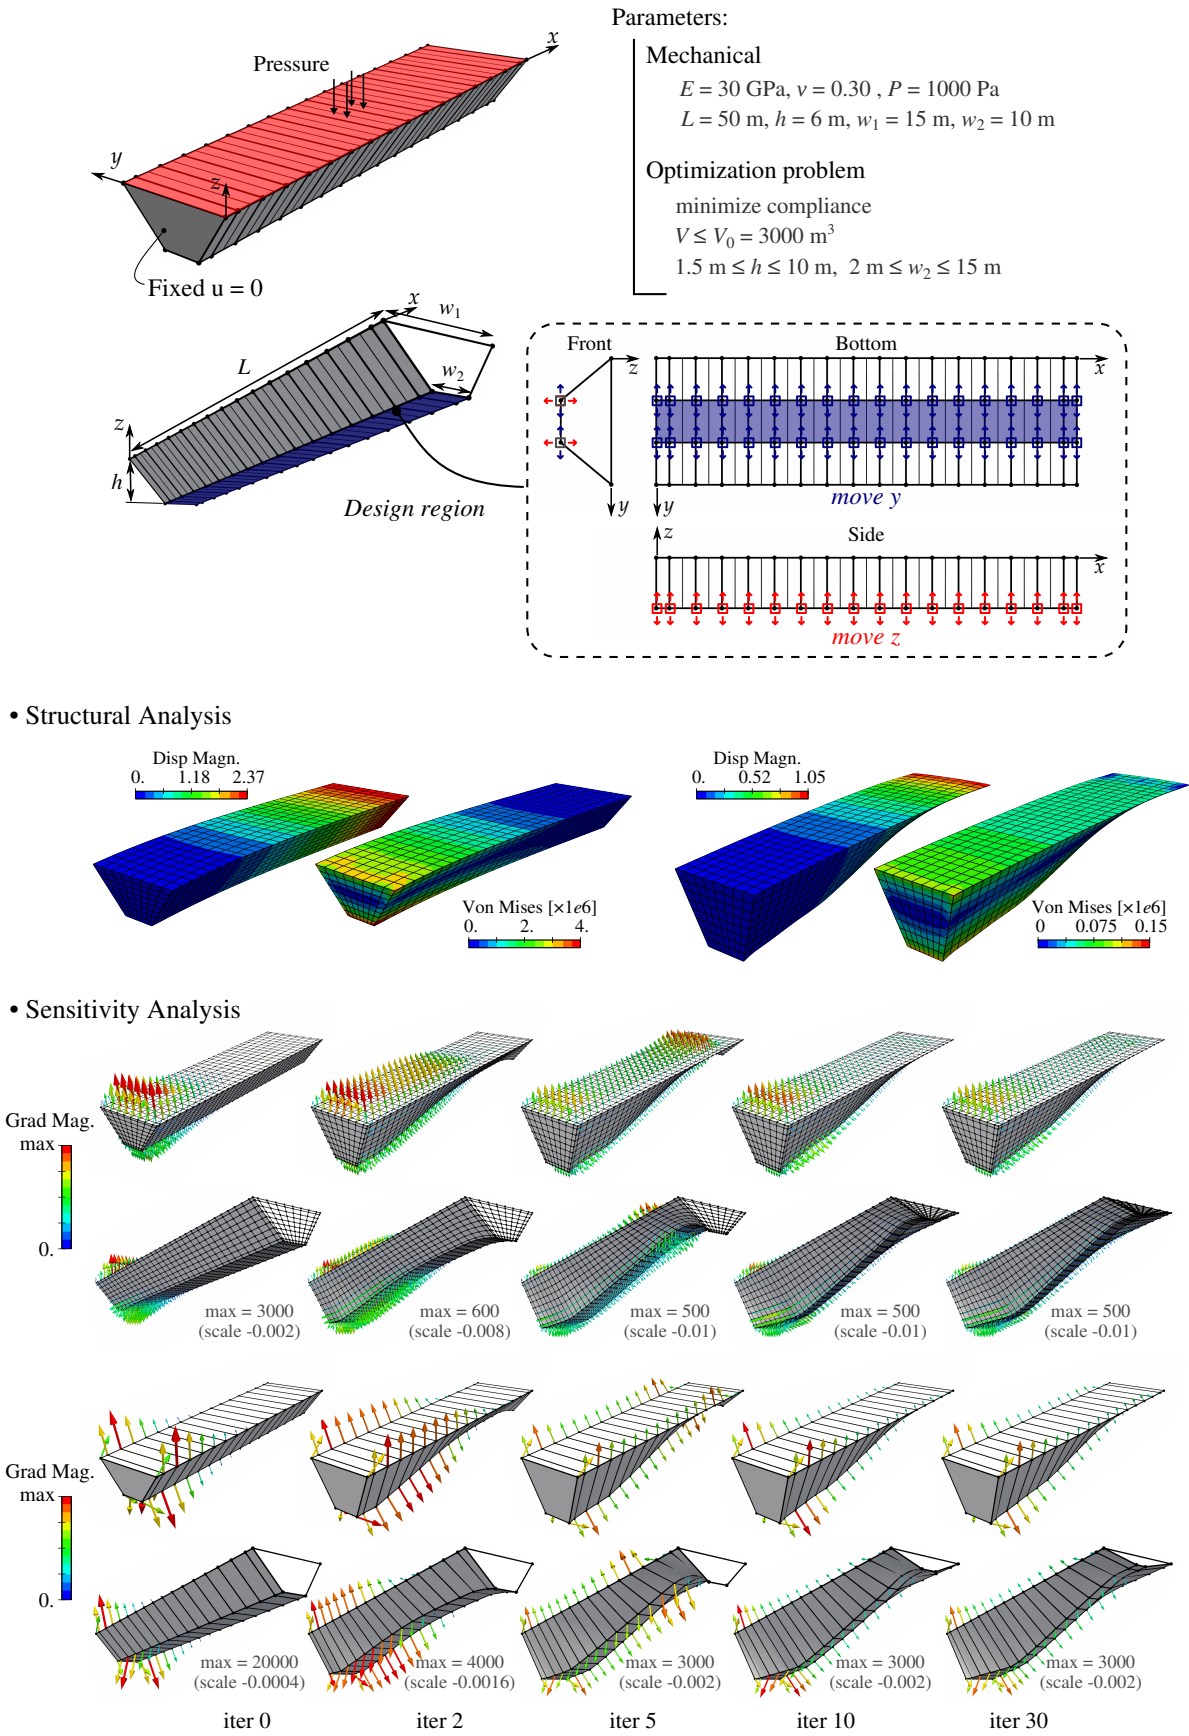 Parameters:
Mechanical
E = 30 GPa, ν = 0.30 , P = 1000 Pa
L = 50 m, h = 6 m, w₁ = 15 m, w₂ = 10 m
Optimization problem
minimize compliance
V ≤ V₀ = 3000 m³
1.5 m ≤ h ≤ 10 m, 2 m ≤ w₂ ≤ 15 m
Pressure
x
y
z
Fixed u = 0
x
w₁
L
w₂
z
h
Design region
Front
z
y
Bottom
x
move y
y
z
Side
x
move z
• Structural Analysis
Disp Magn.
0. 1.18 2.37
Von Mises [×1e6]
0. 2. 4.
Disp Magn.
0. 0.52 1.05
Von Mises [×1e6]
0 0.075 0.15
• Sensitivity Analysis
Grad Mag.
max
0.
max = 3000
(scale -0.002)
max = 600
(scale -0.008)
max = 500
(scale -0.01)
max = 500
(scale -0.01)
max = 500
(scale -0.01)
Grad Mag.
max
0.
max = 20000
(scale -0.0004)
max = 4000
(scale -0.0016)
max = 3000
(scale -0.002)
max = 3000
(scale -0.002)
max = 3000
(scale -0.002)
iter 0 iter 2 iter 5 iter 10 iter 30